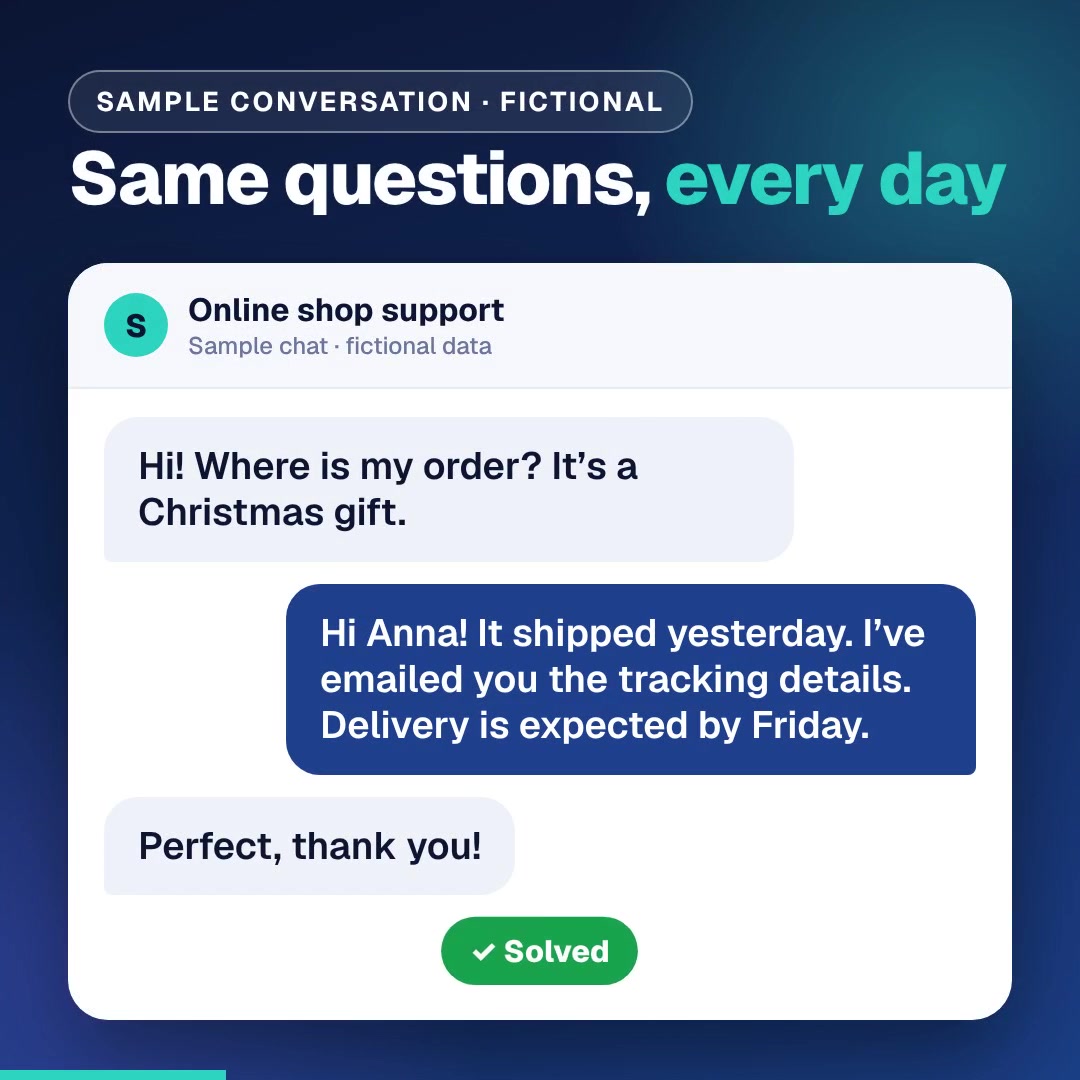 SAMPLE CONVERSATION · FICTIONAL
Same questions, every day
S
Online shop support
Sample chat · fictional data
Hi! Where is my order? It’s a
Christmas gift.
Hi Anna! It shipped yesterday. I’ve
emailed you the tracking details.
Delivery is expected by Friday.
Perfect, thank you!
✓ Solved